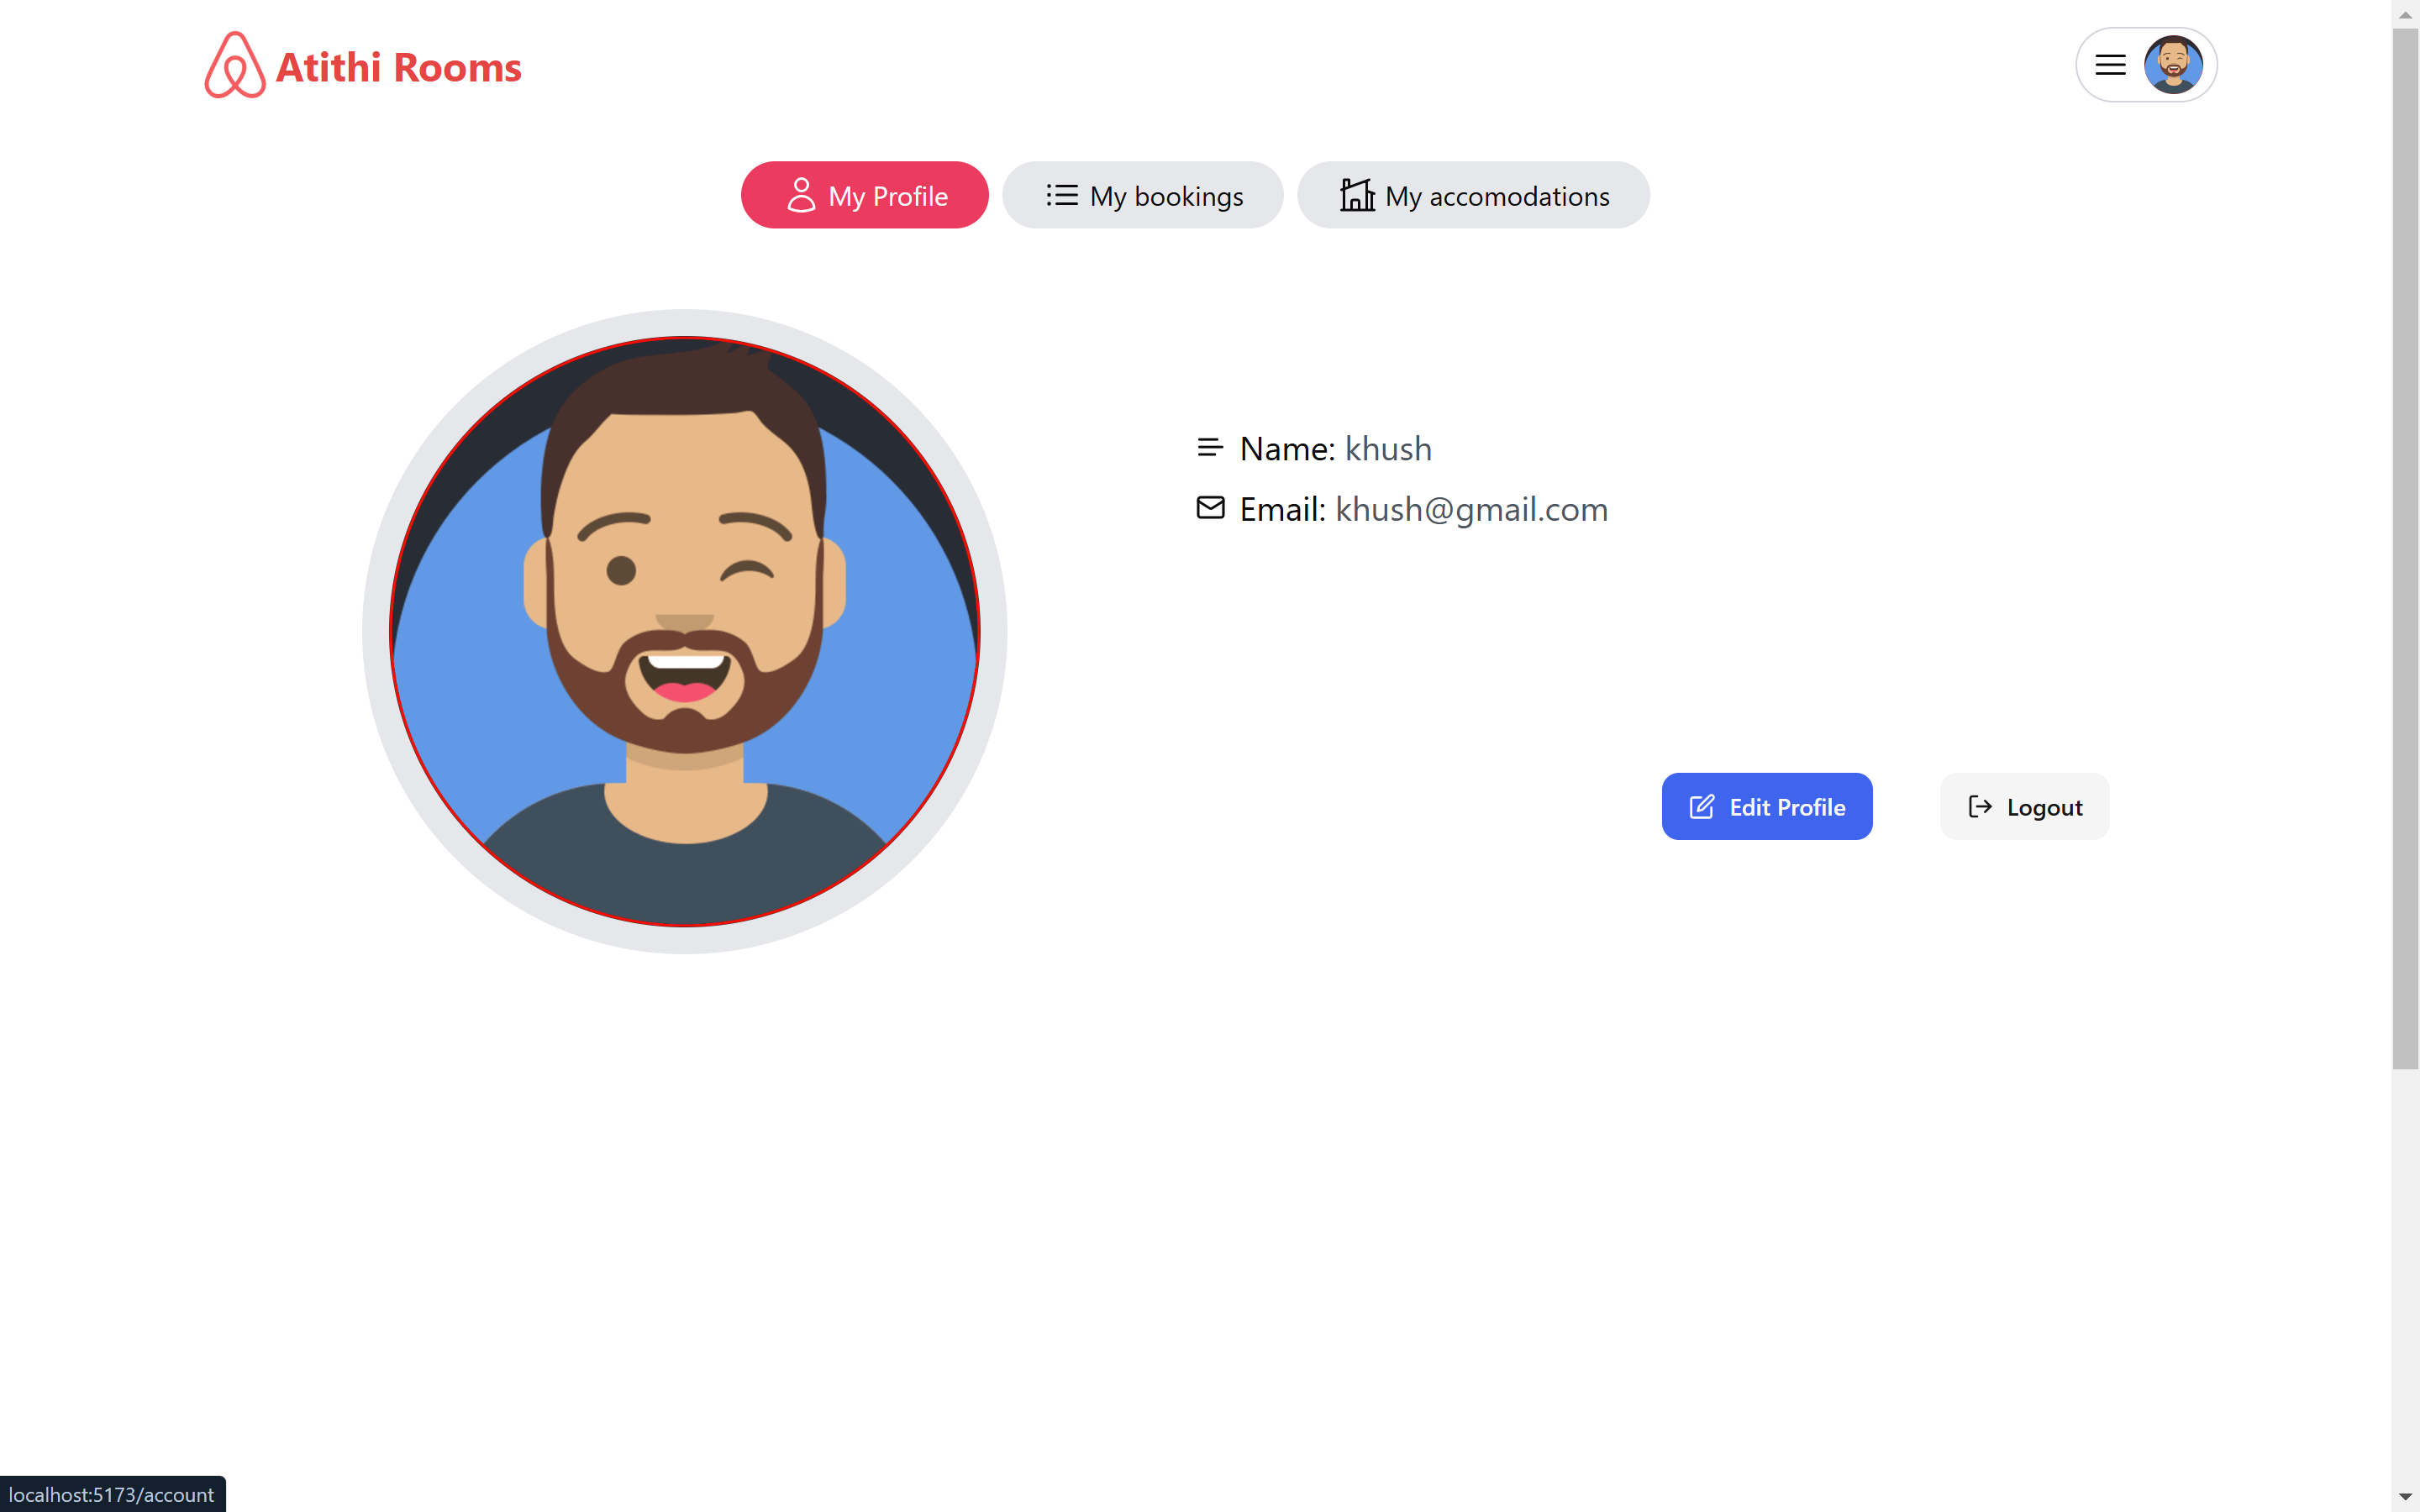 Atithi Rooms
My Profile
My bookings
My accomodations
Name: khush
Email: khush@gmail.com
Edit Profile
Logout
localhost:5173/account